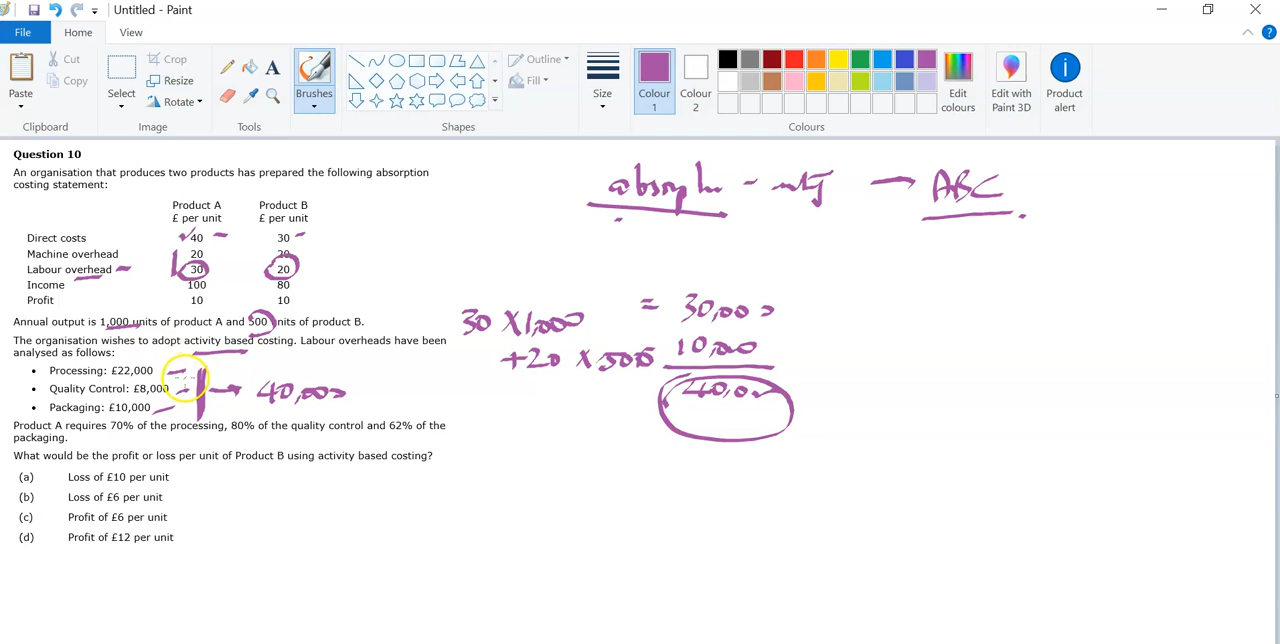 Untitled - Paint
File Home View
Paste
Cut
Copy
Clipboard
Select
Crop
Resize
Rotate
Image
A
Tools
Brushes
Outline
Fill
Shapes
Size
Colour 1
Colour 2
Edit colours
Colours
Edit with Paint 3D
Product alert
Question 10
An organisation that produces two products has prepared the following absorption
costing statement:
Product A Product B
£ per unit £ per unit
Direct costs 40 30
Machine overhead 20 20
Labour overhead 30 20
Income 100 80
Profit 10 10
Annual output is 1,000 units of product A and 500 units of product B.
The organisation wishes to adopt activity based costing. Labour overheads have been
analysed as follows:
• Processing: £22,000
• Quality Control: £8,000
• Packaging: £10,000
40,000
Product A requires 70% of the processing, 80% of the quality control and 62% of the
packaging.
What would be the profit or loss per unit of Product B using activity based costing?
(a) Loss of £10 per unit
(b) Loss of £6 per unit
(c) Profit of £6 per unit
(d) Profit of £12 per unit
→ ABC
30 × 1,000 = 30,000
+20 × 500 10,000